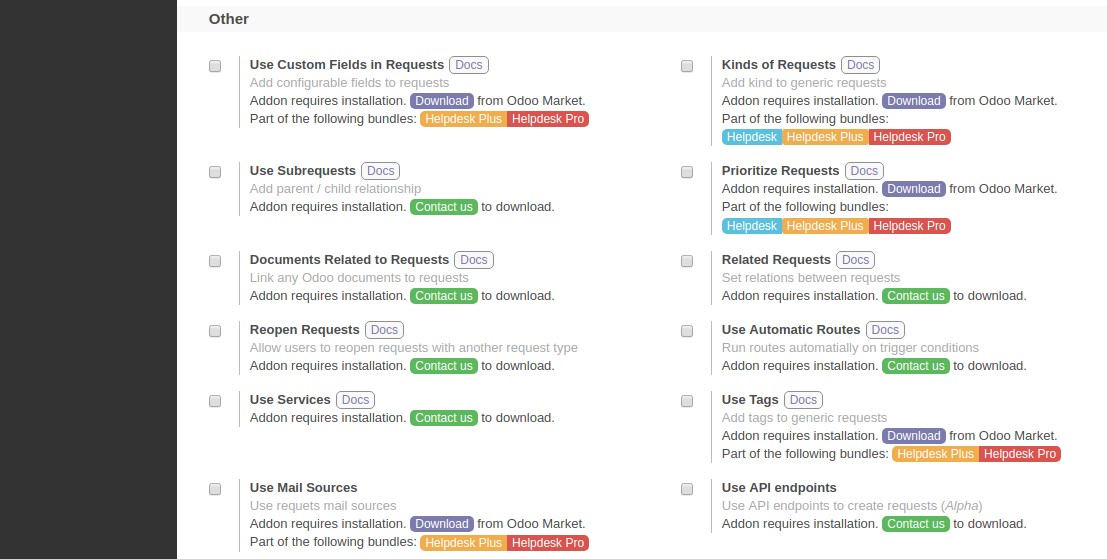 Other
Use Custom Fields in Requests Docs
Add configurable fields to requests
Addon requires installation. Download from Odoo Market.
Part of the following bundles: Helpdesk Plus Helpdesk Pro
Kinds of Requests Docs
Add kind to generic requests
Addon requires installation. Download from Odoo Market.
Part of the following bundles:
Helpdesk Helpdesk Plus Helpdesk Pro
Use Subrequests Docs
Add parent / child relationship
Addon requires installation. Contact us to download.
Prioritize Requests Docs
Addon requires installation. Download from Odoo Market.
Part of the following bundles:
Helpdesk Helpdesk Plus Helpdesk Pro
Documents Related to Requests Docs
Link any Odoo documents to requests
Addon requires installation. Contact us to download.
Related Requests Docs
Set relations between requests
Addon requires installation. Contact us to download.
Reopen Requests Docs
Allow users to reopen requests with another request type
Addon requires installation. Contact us to download.
Use Automatic Routes Docs
Run routes automatially on trigger conditions
Addon requires installation. Contact us to download.
Use Services Docs
Addon requires installation. Contact us to download.
Use Tags Docs
Add tags to generic requests
Addon requires installation. Download from Odoo Market.
Part of the following bundles: Helpdesk Plus Helpdesk Pro
Use Mail Sources
Use requets mail sources
Addon requires installation. Download from Odoo Market.
Part of the following bundles: Helpdesk Plus Helpdesk Pro
Use API endpoints
Use API endpoints to create requests (Alpha)
Addon requires installation. Contact us to download.